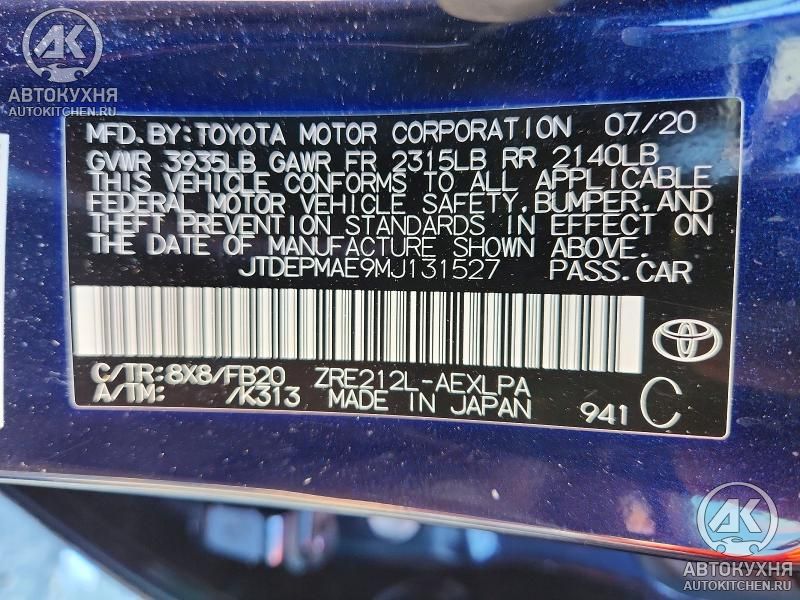 AK
АВТОКУХНЯ
AUTOKITCHEN.RU
MFD. BY: TOYOTA MOTOR CORPORATION 07/20
GVWR 3935LB GAWR FR 2315LB RR 2140LB
THIS VEHICLE CONFORMS TO ALL APPLICABLE
FEDERAL MOTOR VEHICLE SAFETY, BUMPER, AND
THEFT PREVENTION STANDARDS IN EFFECT ON
THE DATE OF MANUFACTURE SHOWN ABOVE.
JTDEPMAE9MJ131527 PASS. CAR
C/TR: 8X8/FB20 ZRE212L-AEXLPA
A/TM: /K313 MADE IN JAPAN 941 C
AK
АВТОКУХНЯ
AUTOKITCHEN.RU